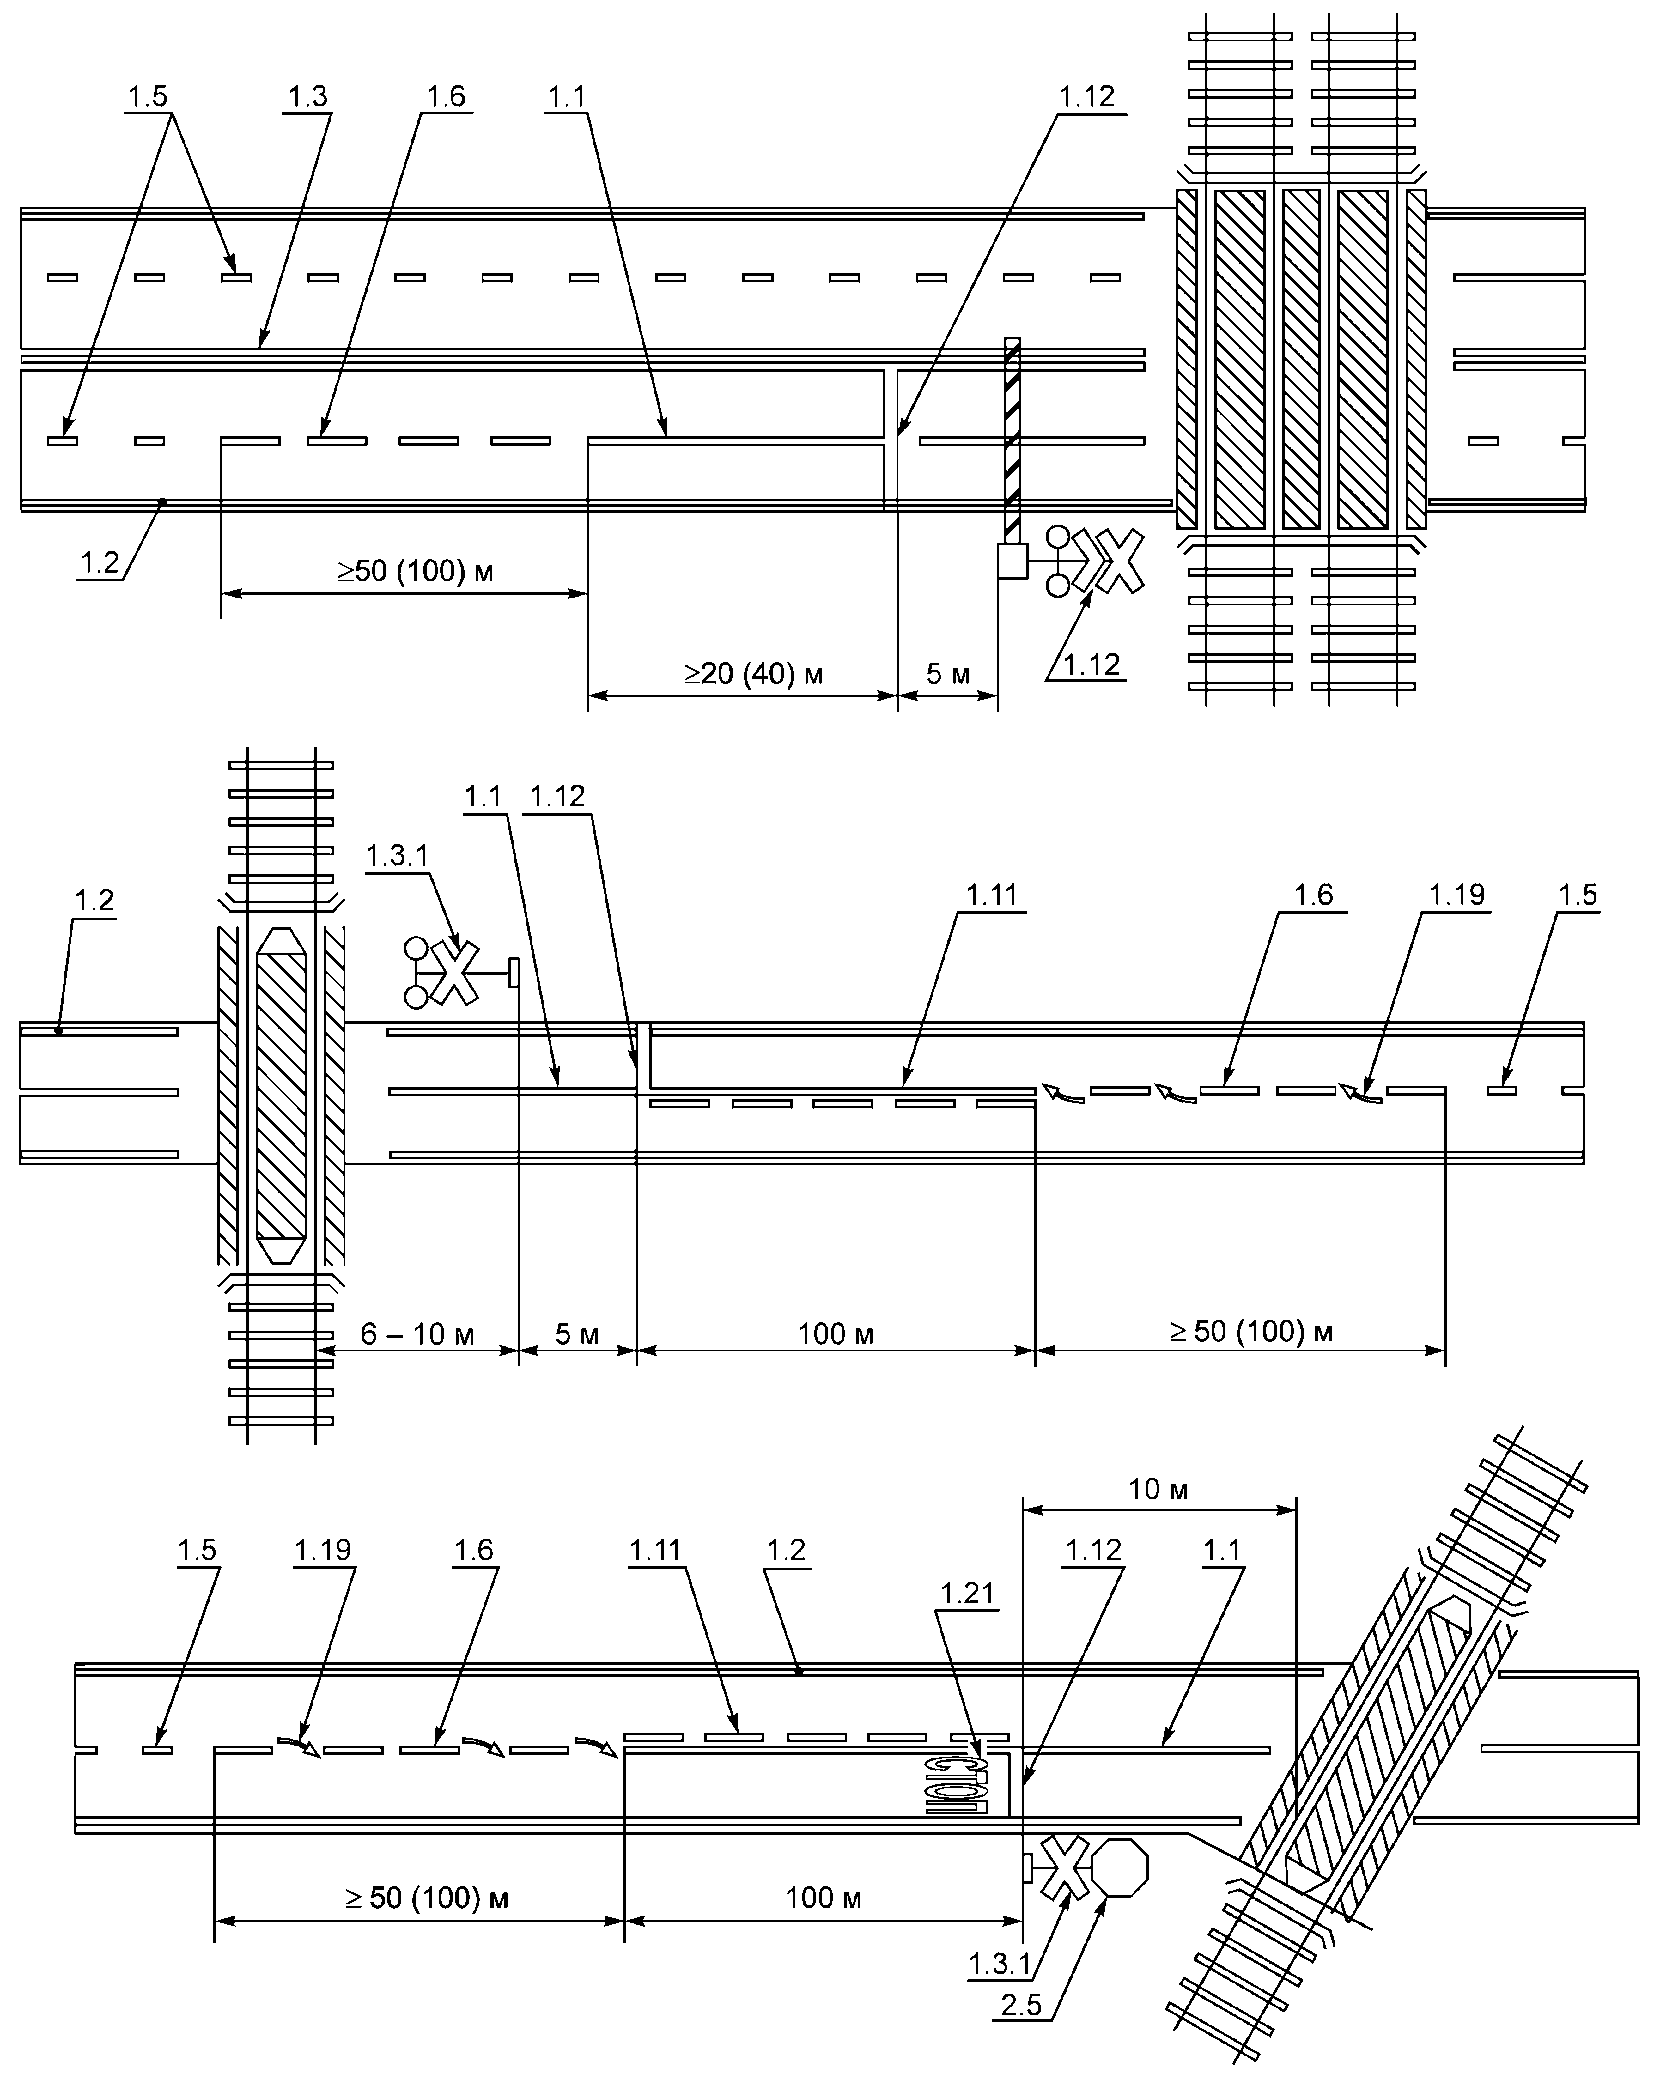 1.5 1.3 1.6 1.1 1.12
1.2
≥50 (100) м
1.12
≥20 (40) м 5 м
1.1 1.12
1.3.1
1.2 1.11 1.6 1.19 1.5
6 – 10 м 5 м 100 м ≥ 50 (100) м
10 м
1.5 1.19 1.6 1.11 1.2 1.12 1.1
1.21
СТОП
≥ 50 (100) м 100 м
1.3.1
2.5